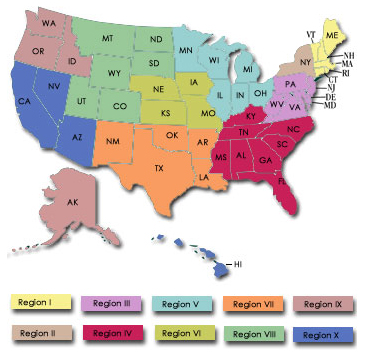 WA
MT
ND
MN
VT
ME
OR
ID
WY
SD
WI
MI
NY
NH
MA
RI
CT
NJ
DE
MD
NV
CA
UT
CO
NE
IA
IL
IN
OH
PA
WV
VA
KS
MO
KY
AZ
NM
OK
AR
TN
NC
SC
TX
LA
MS
AL
GA
FL
AK
HI
Region I
Region III
Region V
Region VII
Region IX
Region II
Region IV
Region VI
Region VIII
Region X